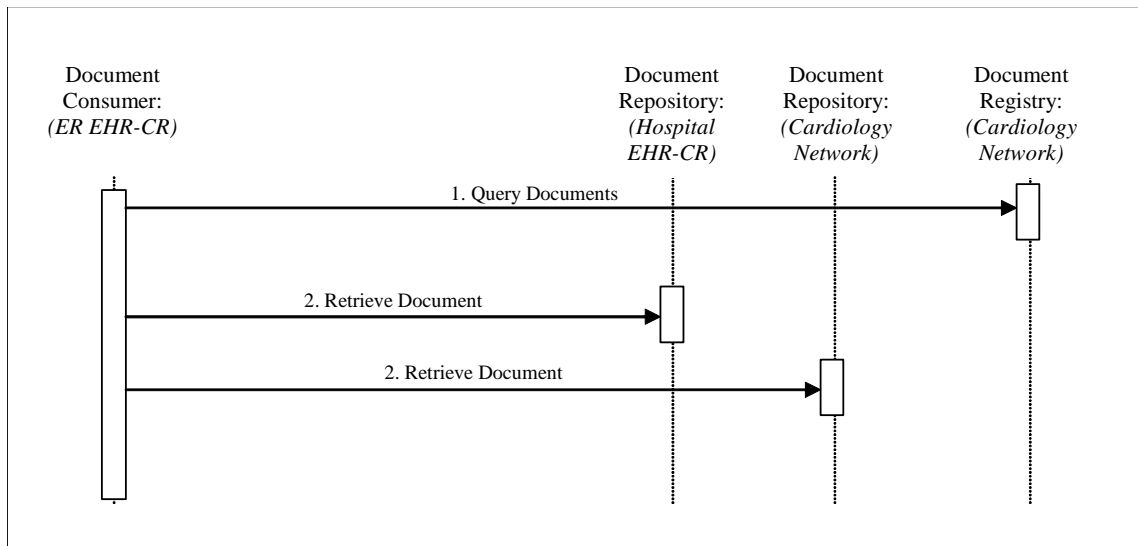 Document
Consumer:
(ER EHR-CR)
Document
Repository:
(Hospital
EHR-CR)
Document
Repository:
(Cardiology
Network)
Document
Registry:
(Cardiology
Network)
1. Query Documents
2. Retrieve Document
2. Retrieve Document